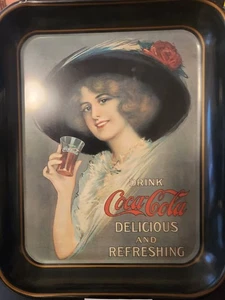 DRINK
Coca-Cola
DELICIOUS
AND
REFRESHING